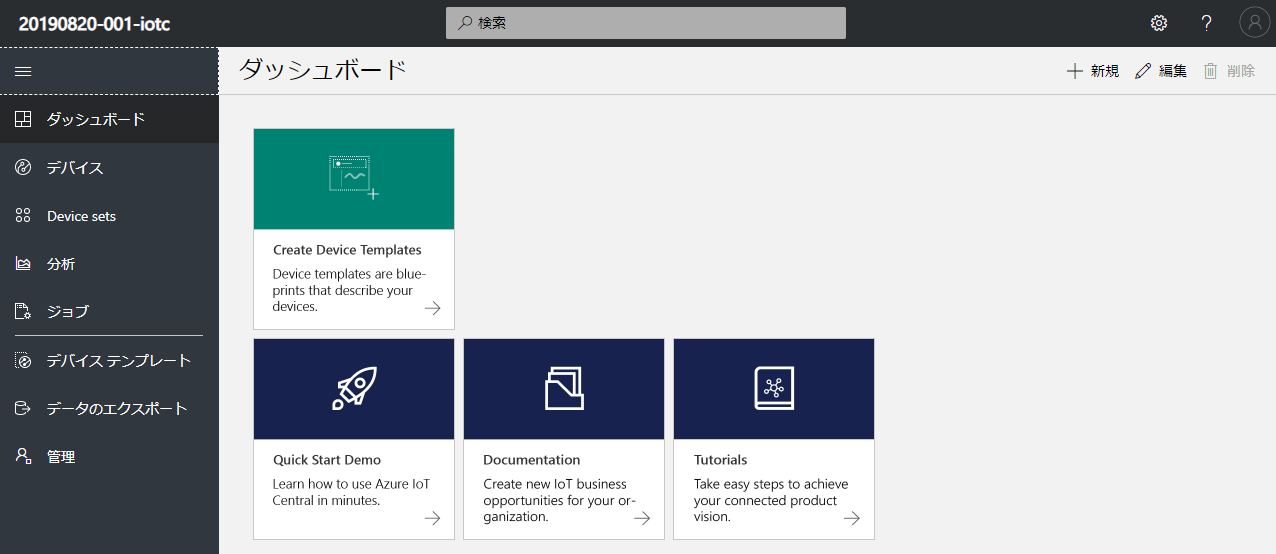 20190820-001-iotc
検索
?
ダッシュボード
新規
編集
削除
ダッシュボード
デバイス
Device sets
分析
ジョブ
デバイス テンプレート
データのエクスポート
管理
Create Device Templates
Device templates are blue-
prints that describe your
devices.
Quick Start Demo
Learn how to use Azure IoT
Central in minutes.
Documentation
Create new IoT business
opportunities for your or-
ganization.
Tutorials
Take easy steps to achieve
your connected product
vision.